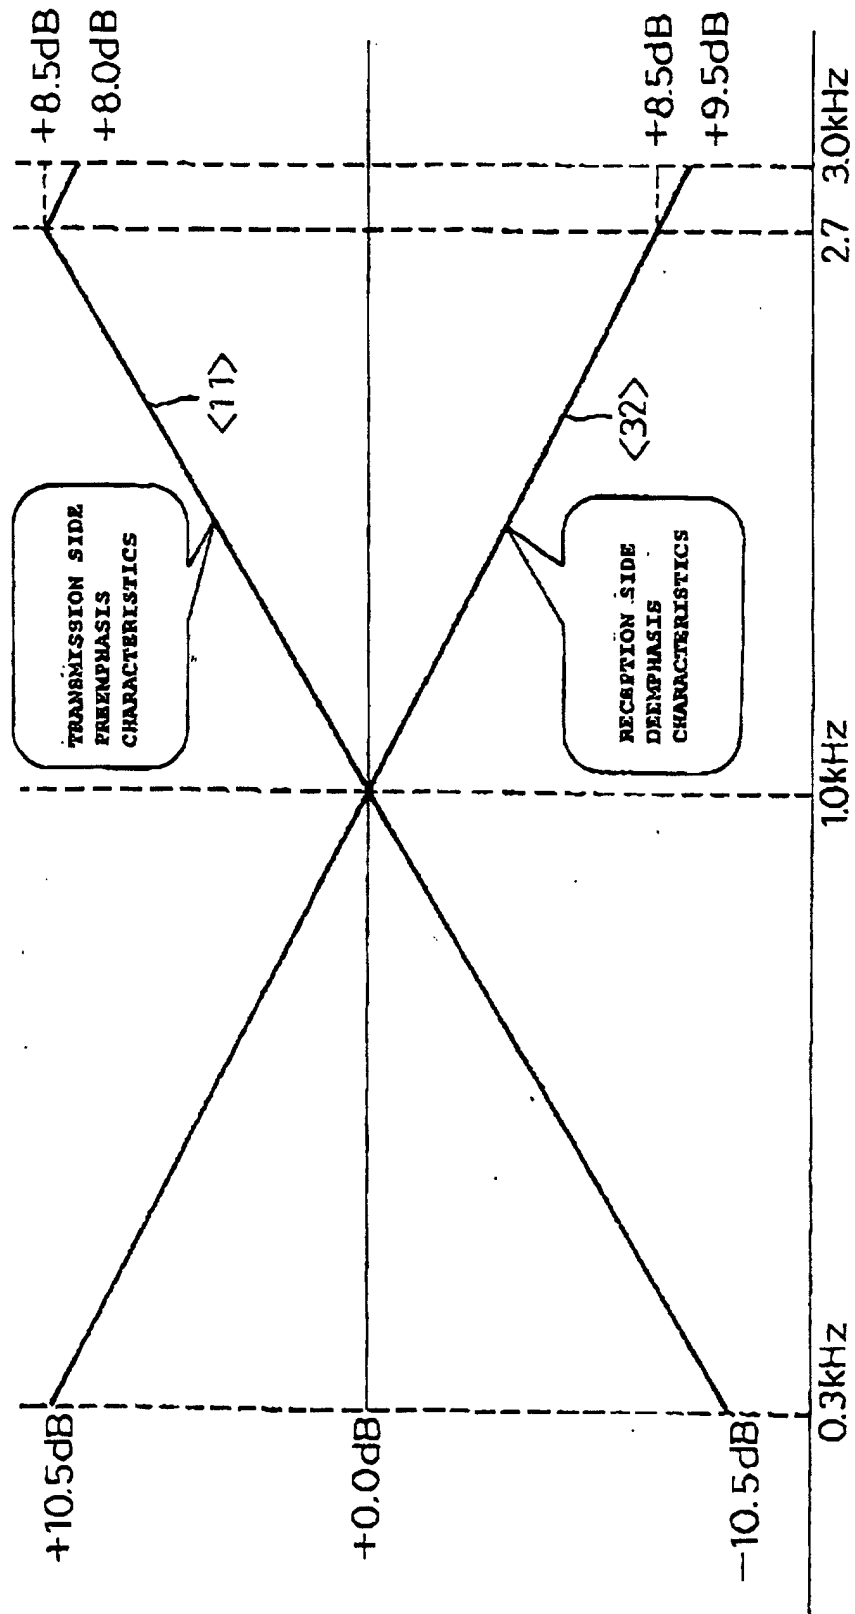 +8.5dB
+8.0dB
+10.5dB
TRANSMISSION SIDE
PREEMPHASIS
CHARACTERISTICS
<11>
+0.0dB
<32>
RECEPTION SIDE
DEEMPHASIS
CHARACTERISTICS
+8.5dB
+9.5dB
-10.5dB
0.3kHz
1.0kHz
2.7
3.0kHz